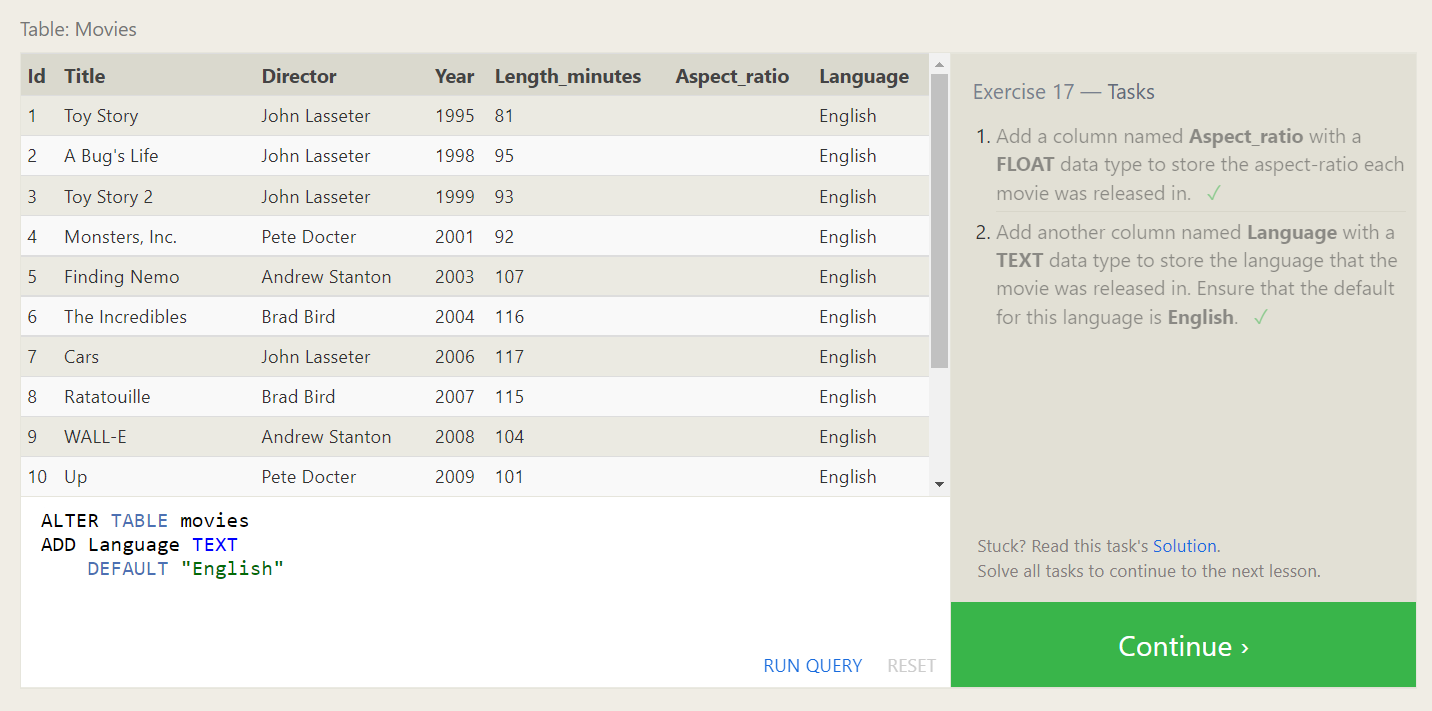 Table: Movies
Id Title Director Year Length_minutes Aspect_ratio Language
1 Toy Story John Lasseter 1995 81 English
2 A Bug's Life John Lasseter 1998 95 English
3 Toy Story 2 John Lasseter 1999 93 English
4 Monsters, Inc. Pete Docter 2001 92 English
5 Finding Nemo Andrew Stanton 2003 107 English
6 The Incredibles Brad Bird 2004 116 English
7 Cars John Lasseter 2006 117 English
8 Ratatouille Brad Bird 2007 115 English
9 WALL-E Andrew Stanton 2008 104 English
10 Up Pete Docter 2009 101 English
ALTER TABLE movies
ADD Language TEXT
DEFAULT "English"
RUN QUERY RESET
Exercise 17 — Tasks
1. Add a column named Aspect_ratio with a
FLOAT data type to store the aspect-ratio each
movie was released in. ✓
2. Add another column named Language with a
TEXT data type to store the language that the
movie was released in. Ensure that the default
for this language is English. ✓
Stuck? Read this task's Solution.
Solve all tasks to continue to the next lesson.
Continue ›